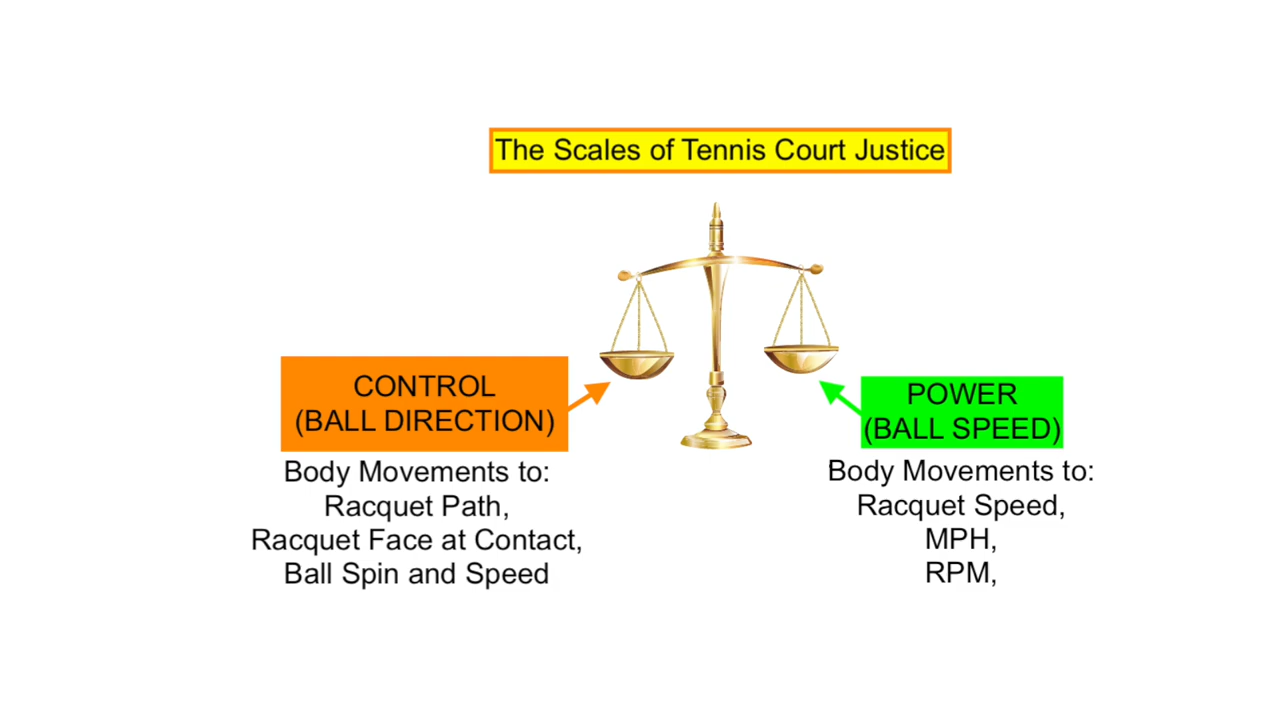 The Scales of Tennis Court Justice
CONTROL
(BALL DIRECTION)
Body Movements to:
Racquet Path,
Racquet Face at Contact,
Ball Spin and Speed
POWER
(BALL SPEED)
Body Movements to:
Racquet Speed,
MPH,
RPM,